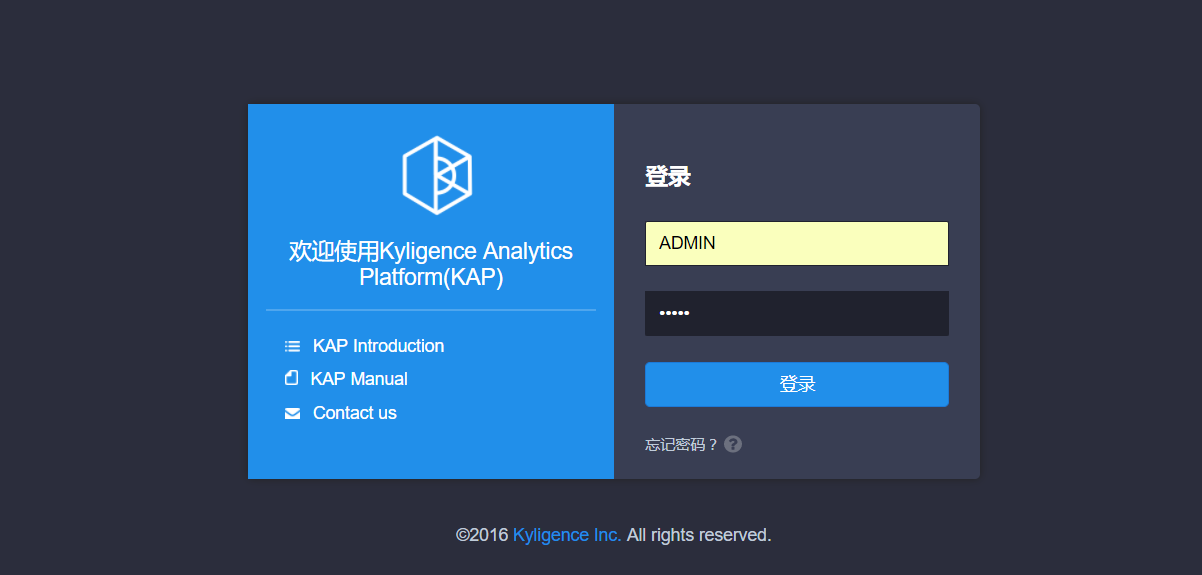 欢迎使用Kyligence Analytics
Platform(KAP)
KAP Introduction
KAP Manual
Contact us
登录
ADMIN
•••••
登录
忘记密码？
©2016 Kyligence Inc. All rights reserved.